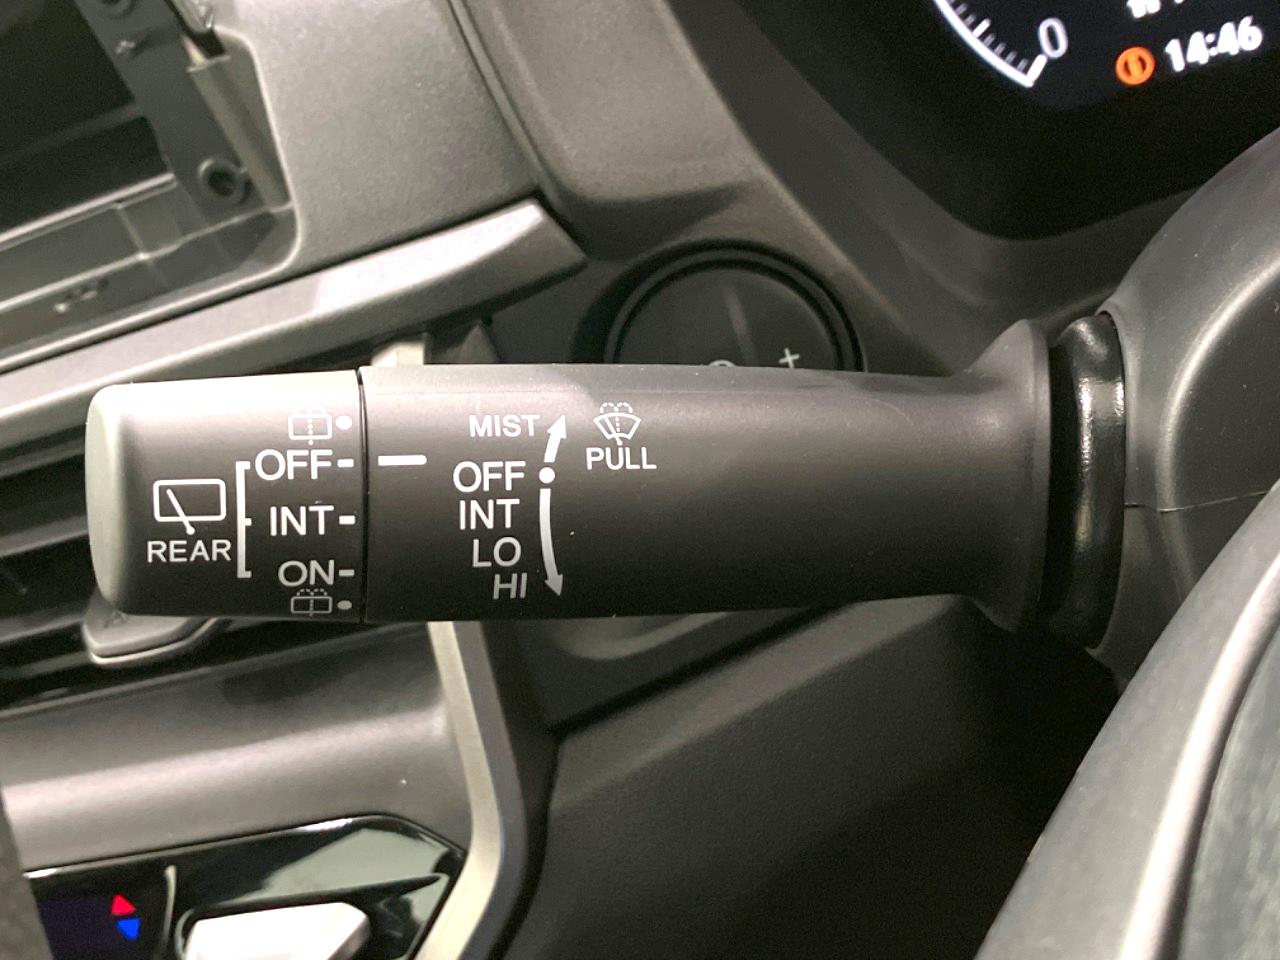 0
14:46
+
MIST
PULL
OFF
OFF
INT
INT
LO
REAR
ON
HI